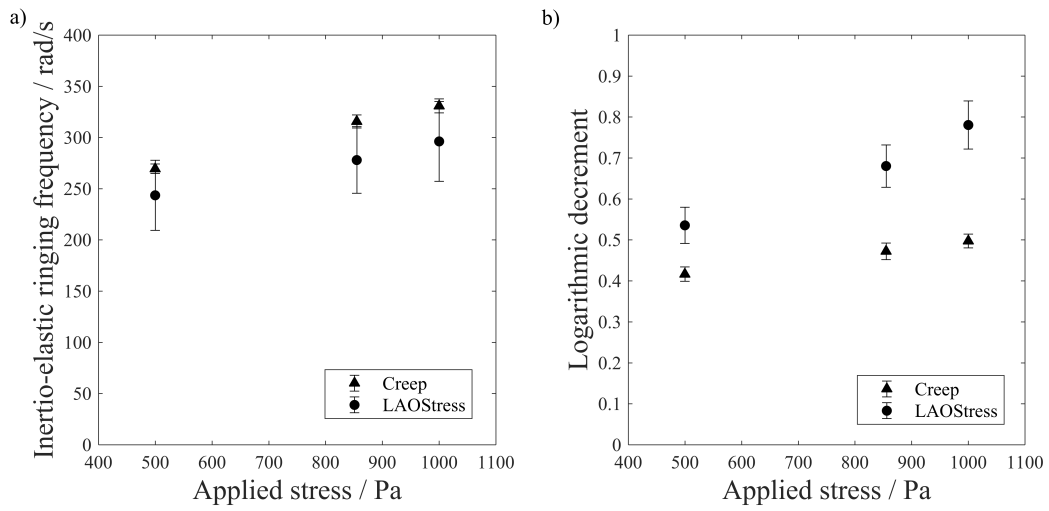 a)
Inertio-elastic ringing frequency / rad/s
400
350
300
250
200
150
100
50
0
Creep
LAOStress
400 500 600 700 800 900 1000 1100
Applied stress / Pa
b)
Logarithmic decrement
1
0.9
0.8
0.7
0.6
0.5
0.4
0.3
0.2
0.1
0
Creep
LAOStress
400 500 600 700 800 900 1000 1100
Applied stress / Pa